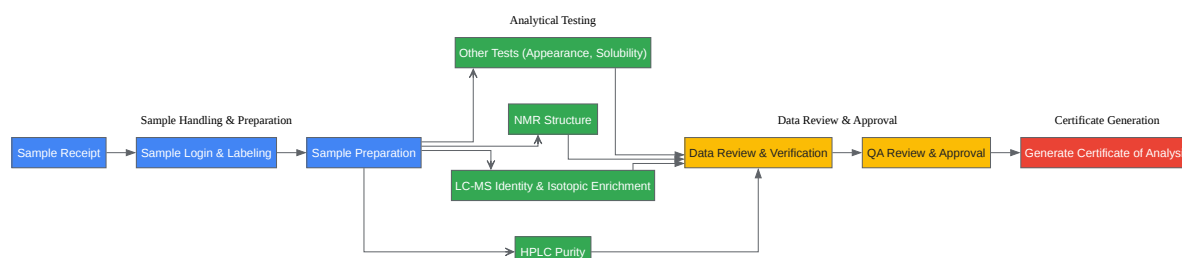 Analytical Testing
Other Tests (Appearance, Solubility)
Sample Handling & Preparation
NMR Structure
Data Review & Approval
Certificate Generation
Sample Receipt
Sample Login & Labeling
Sample Preparation
Data Review & Verification
QA Review & Approval
Generate Certificate of Analysis
LC-MS Identity & Isotopic Enrichment
HPLC Purity